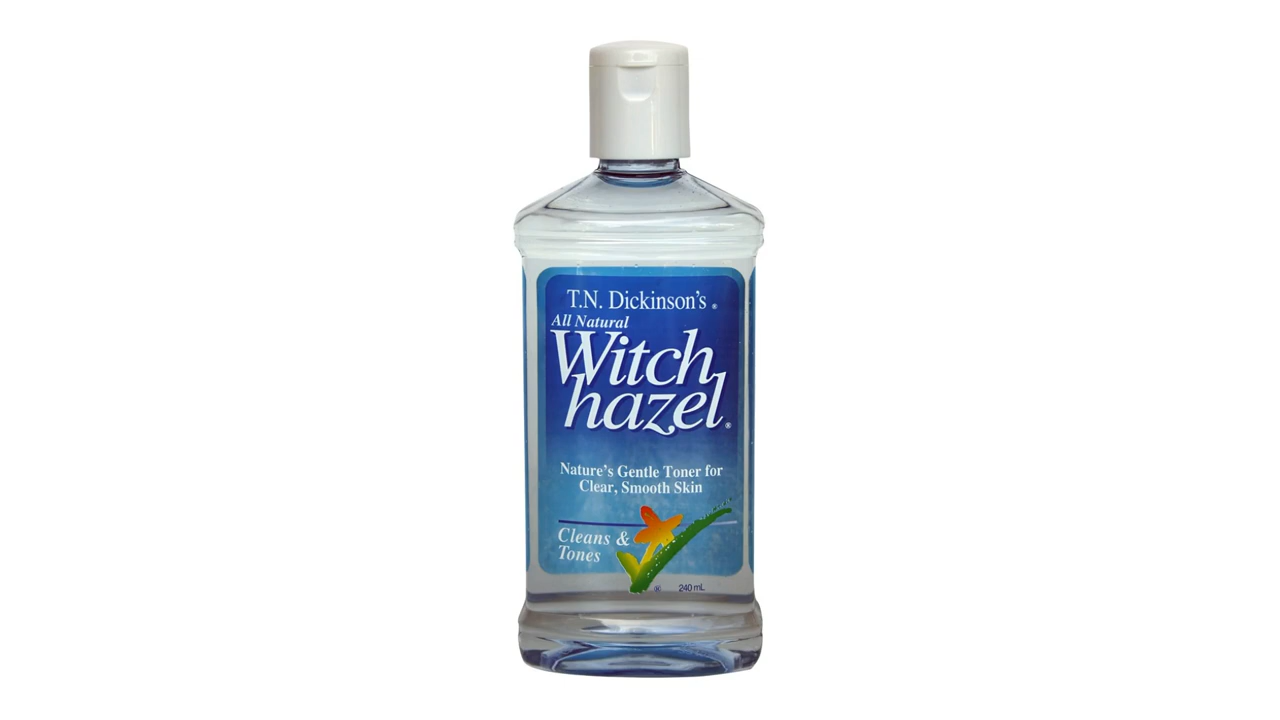 T.N. Dickinson's ®
All Natural
Witch
hazel ®
Nature's Gentle Toner for
Clear, Smooth Skin
Cleans &
Tones
® 240 mL